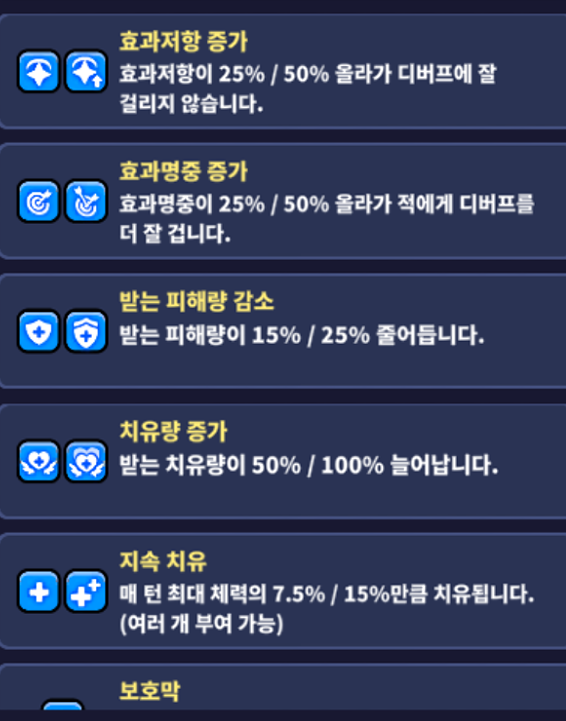 효과저항 증가
효과저항이 25% / 50% 올라가 디버프에 잘
걸리지 않습니다.
효과명중 증가
효과명중이 25% / 50% 올라가 적에게 디버프를
더 잘 겁니다.
받는 피해량 감소
받는 피해량이 15% / 25% 줄어듭니다.
치유량 증가
받는 치유량이 50% / 100% 늘어납니다.
지속 치유
매 턴 최대 체력의 7.5% / 15%만큼 치유됩니다.
(여러 개 부여 가능)
보호막